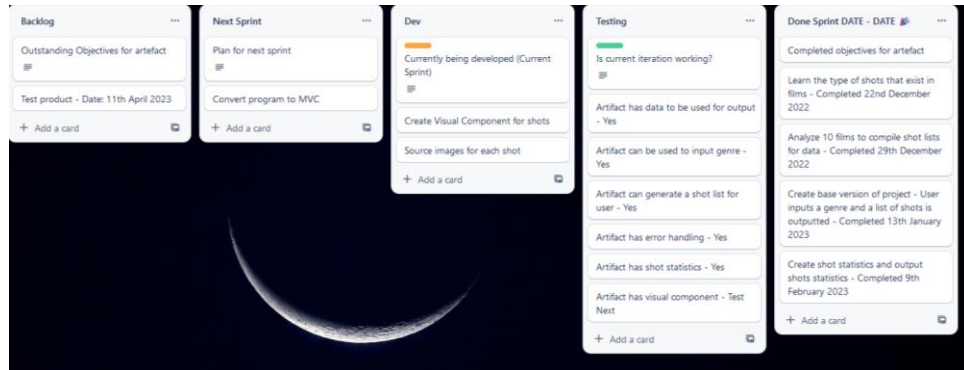 Backlog
Outstanding Objectives for artefact
Test product - Date: 11th April 2023
+ Add a card
Next Sprint
Plan for next sprint
Convert program to MVC
+ Add a card
Dev
Currently being developed (Current
Sprint)
Create Visual Component for shots
Source images for each shot
+ Add a card
Testing
Is current iteration working?
Artifact has data to be used for output
- Yes
Artifact can be used to input genre -
Yes
Artifact can generate a shot list for
user - Yes
Artifact has error handling - Yes
Artifact has shot statistics - Yes
Artifact has visual component - Test
Next
+ Add a card
Done Sprint DATE - DATE 🎉
Completed objectives for artefact
Learn the type of shots that exist in
films - Completed 22nd December
2022
Analyze 10 films to compile shot lists
for data - Completed 29th December
2022
Create base version of project - User
inputs a genre and a list of shots is
outputted - Completed 13th January
2023
Create shot statistics and output
shots statistics - Completed 9th
February 2023
+ Add a card